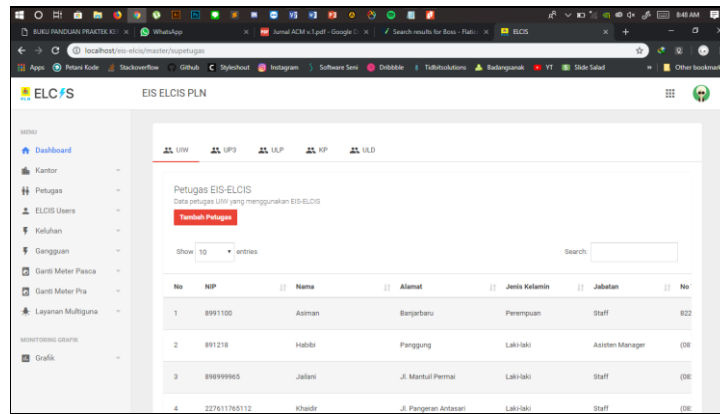 8:48 AM
BUKU PANDUAN PRAKTEK KE
WhatsApp
Jurnal ACM v.1.pdf - Google D
Search results for Boss - Flatic
ELCIS
localhost/eis-elcis/master/supetugas
Apps
Petani Kode
Stackoverflow
Github
Styleshout
Instagram
Software Seni
Dribbble
Tidbitsolutions
Badangsanak
YT
Slide Salad
Other bookmark
ELC⚡S
EIS ELCIS PLN
MENU
Dashboard
Kantor
Petugas
ELCIS Users
Keluhan
Gangguan
Ganti Meter Pasca
Ganti Meter Pra
Layanan Multiguna
MONITORING GRAFIK
Grafik
UIW UP3 ULP KP ULD
Petugas EIS-ELCIS
Data petugas UIW yang menggunakan EIS-ELCIS
Tambah Petugas
Show 10 entries Search:
No NIP Nama Alamat Jenis Kelamin Jabatan No
1 8991100 Asiman Banjarbaru Perempuan Staff 822
2 891218 Habibi Panggung Laki-laki Asisten Manager (08
3 898999965 Jailani Jl. Mantuil Permai Laki-laki Staff (08
4 227611765112 Khaidir Jl. Pangeran Antasari Laki-laki Staff (08